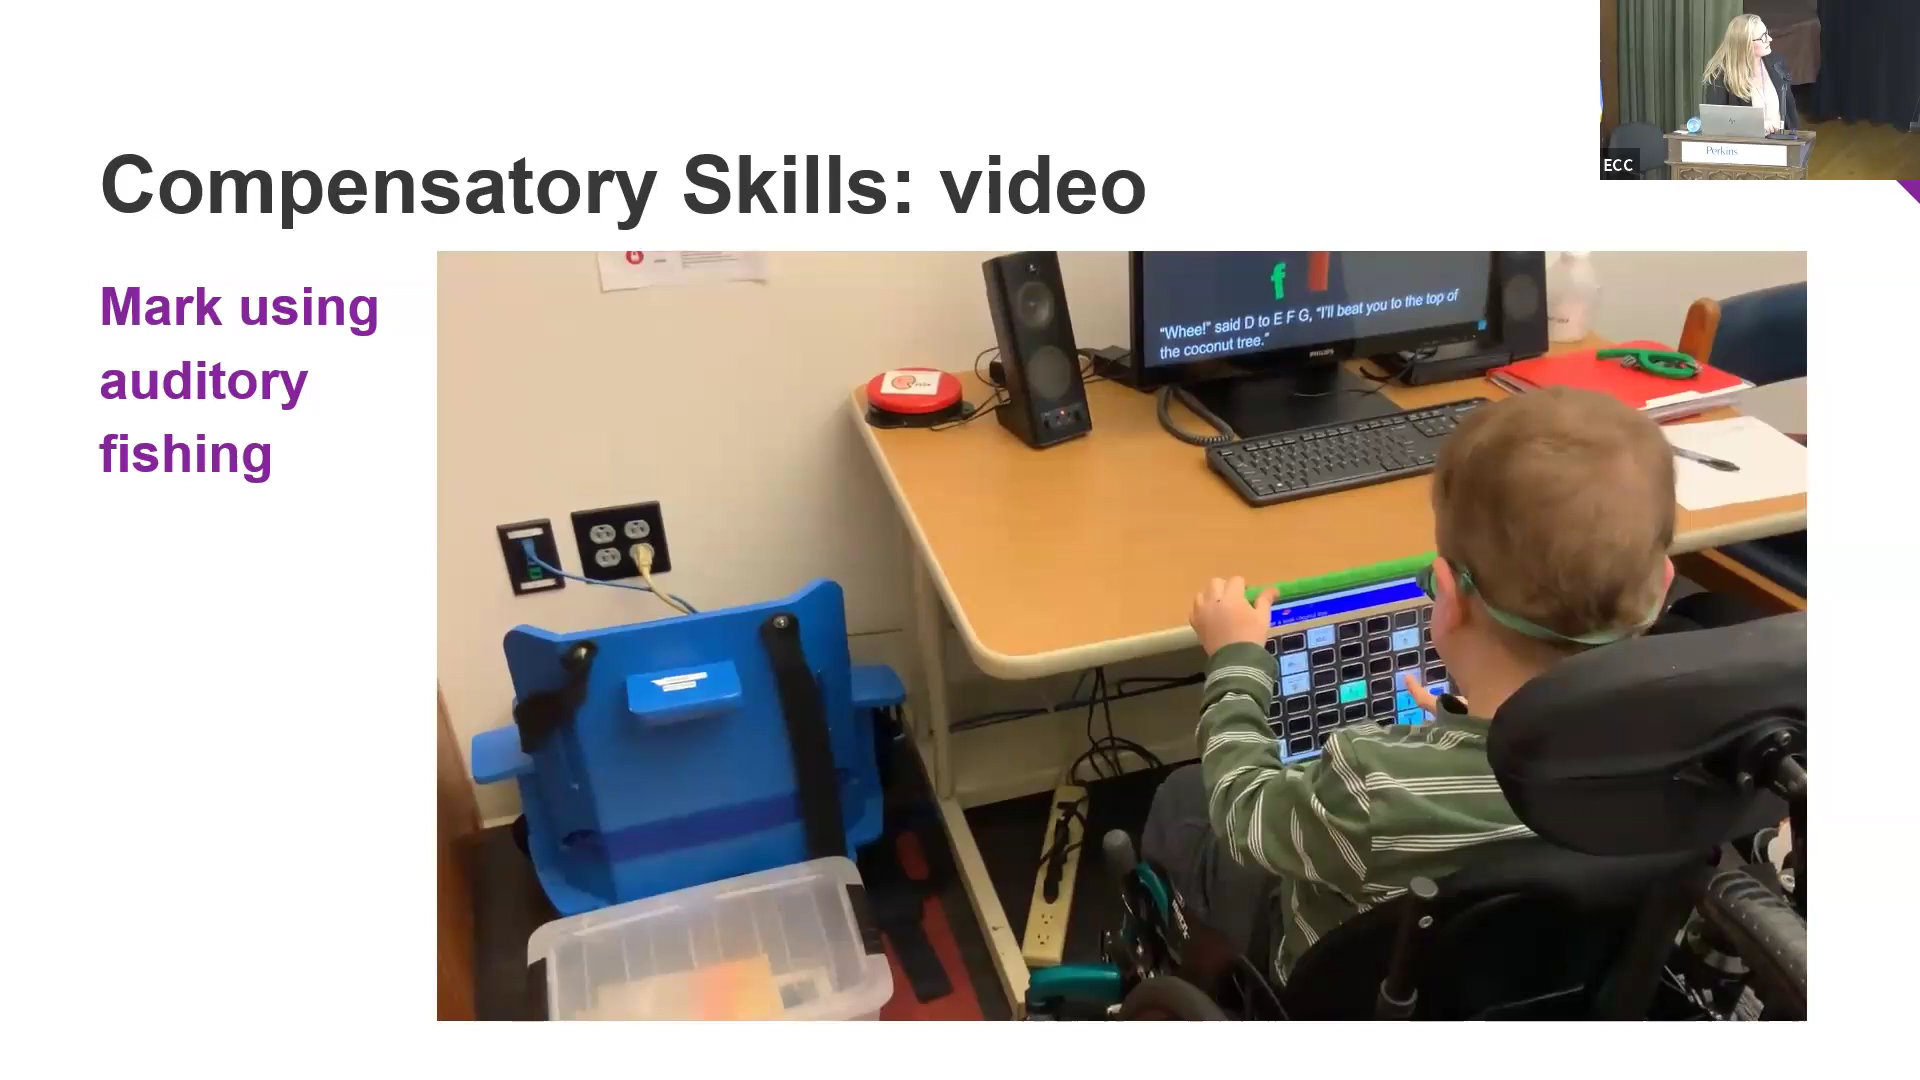 Compensatory Skills: video
Mark using
auditory
fishing
f
"Whee!" said D to E F G, "I'll beat you to the top of
the coconut tree."
PHILIPS
Perkins
ECC